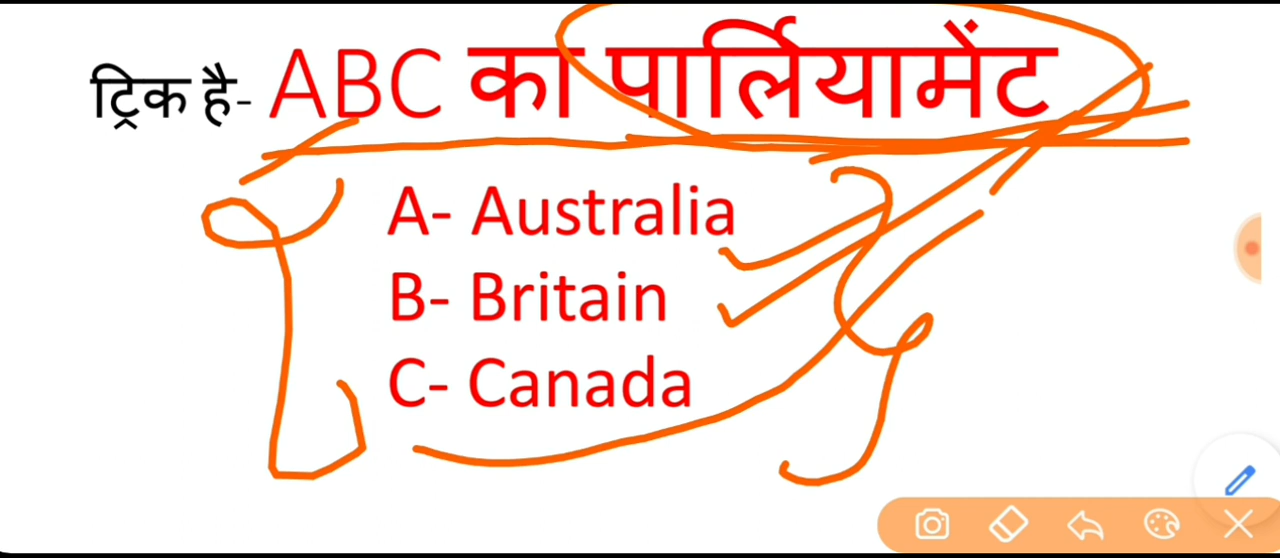 ट्रिक है- ABC का पार्लियामेंट
A- Australia
B- Britain
C- Canada